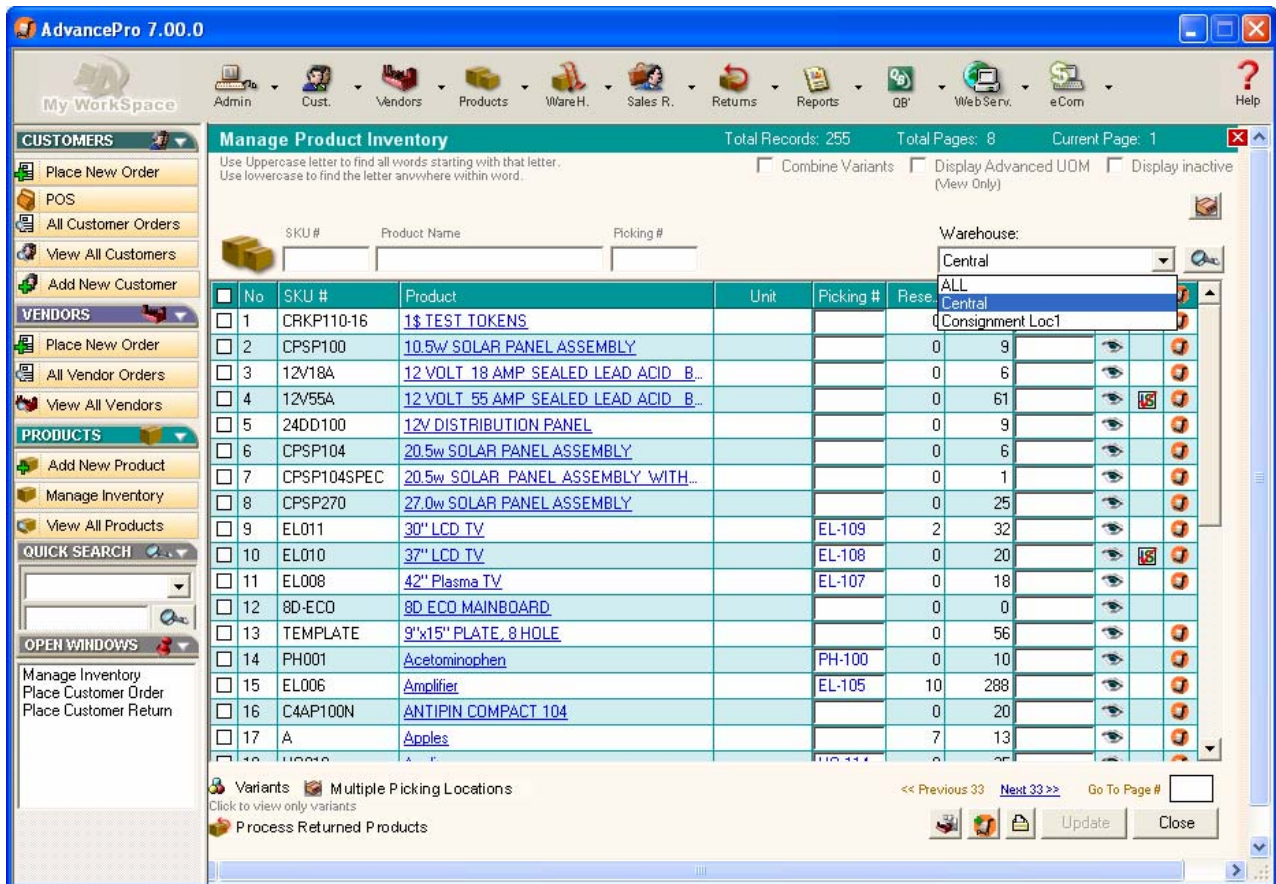 AdvancePro 7.00.0
My WorkSpace
Admin Cust. Vendors Products WareH. Sales R. Returns Reports QB' WebServ. eCom Help
CUSTOMERS
Place New Order
POS
All Customer Orders
View All Customers
Add New Customer
VENDORS
Place New Order
All Vendor Orders
View All Vendors
PRODUCTS
Add New Product
Manage Inventory
View All Products
QUICK SEARCH
OPEN WINDOWS
Manage Inventory
Place Customer Order
Place Customer Return
Manage Product Inventory Total Records: 255 Total Pages: 8 Current Page: 1
Use Uppercase letter to find all words starting with that letter.
Use lowercase to find the letter anywhere within word.
Combine Variants Display Advanced UOM Display inactive
(View Only)
SKU # Product Name Picking # Warehouse:
Central
ALL
Central
Consignment Loc1
No SKU # Product Unit Picking # Rese..
1 CRKP110-16 1$ TEST TOKENS
2 CPSP100 10.5w SOLAR PANEL ASSEMBLY 0 9
3 12V18A 12 VOLT 18 AMP SEALED LEAD ACID B... 0 6
4 12V55A 12 VOLT 55 AMP SEALED LEAD ACID B... 0 61
5 24DD100 12V DISTRIBUTION PANEL 0 9
6 CPSP104 20.5w SOLAR PANEL ASSEMBLY 0 6
7 CPSP104SPEC 20.5w SOLAR PANEL ASSEMBLY WITH... 0 1
8 CPSP270 27.0w SOLAR PANEL ASSEMBLY 0 25
9 EL011 30" LCD TV EL-109 2 32
10 EL010 37" LCD TV EL-108 0 20
11 EL008 42" Plasma TV EL-107 0 18
12 8D-ECO 8D ECO MAINBOARD 0 0
13 TEMPLATE 9"x15" PLATE, 8 HOLE 0 56
14 PH001 Acetominophen PH-100 0 10
15 EL006 Amplifier EL-105 10 288
16 C4AP100N ANTIPIN COMPACT 104 0 20
17 A Apples 7 13
Variants Multiple Picking Locations << Previous 33 Next 33 >> Go To Page #
Click to view only variants
Process Returned Products Update Close